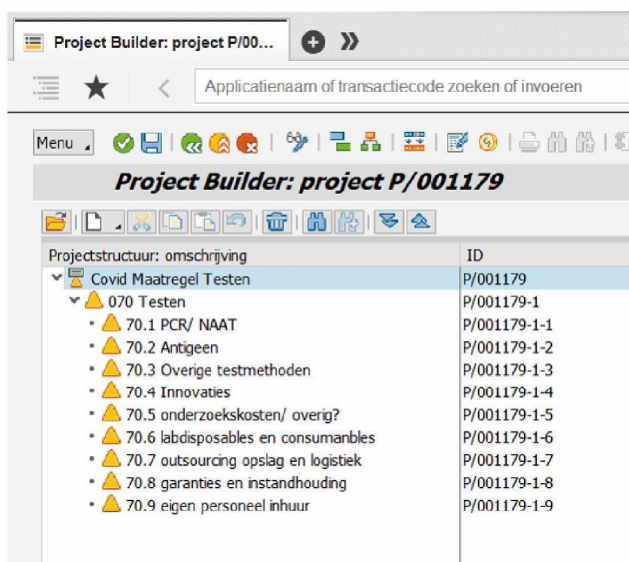 Project Builder: project P/00...
Applicatienaam of transactiecode zoeken of invoeren
Menu
Project Builder: project P/001179
Projectstructuur: omschrijving ID
Covid Maatregel Testen P/001179
070 Testen P/001179-1
70.1 PCR/ NAAT P/001179-1-1
70.2 Antigeen P/001179-1-2
70.3 Overige testmethoden P/001179-1-3
70.4 Innovaties P/001179-1-4
70.5 onderzoekskosten/ overig? P/001179-1-5
70.6 labdisposables en consumanbles P/001179-1-6
70.7 outsourcing opslag en logistiek P/001179-1-7
70.8 garanties en instandhouding P/001179-1-8
70.9 eigen personeel inhuur P/001179-1-9